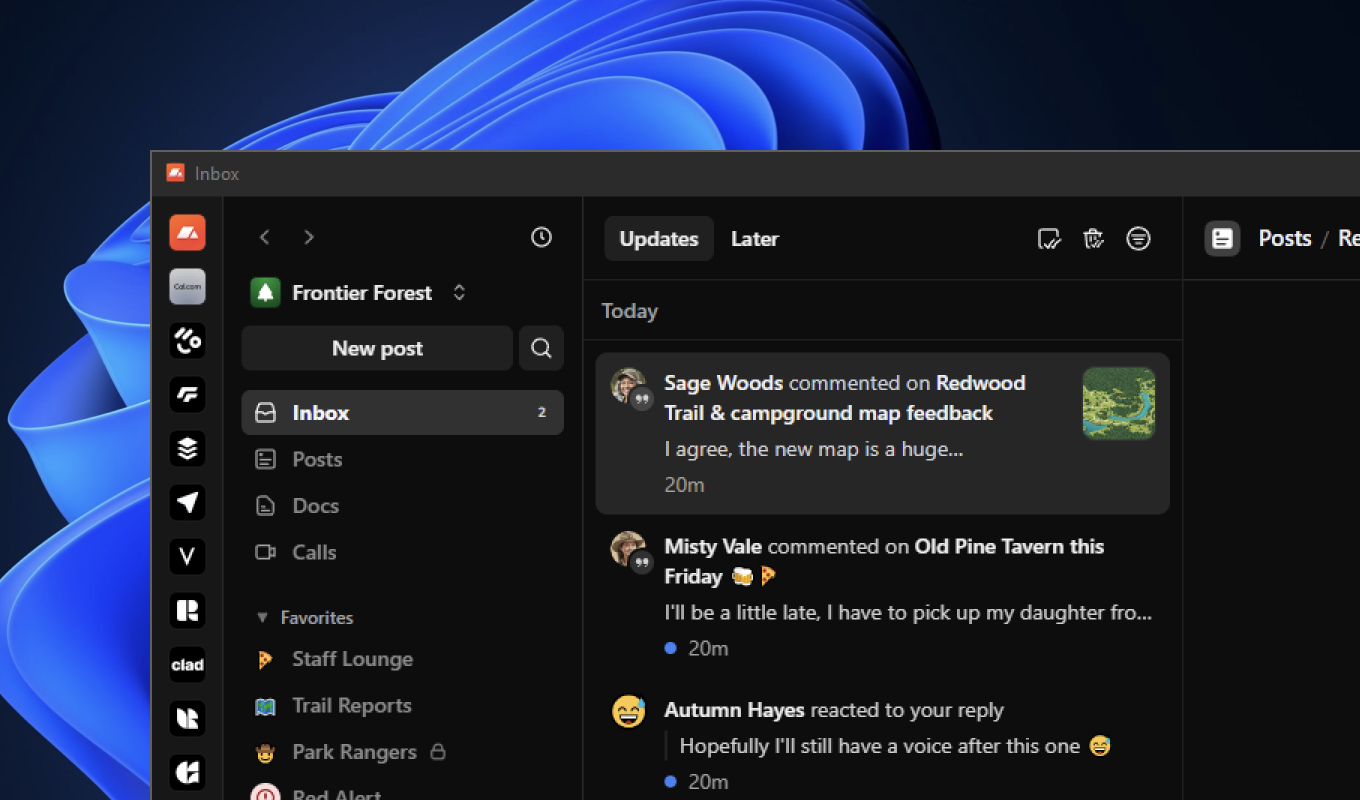 Inbox
Cal.com
clad
Frontier Forest
New post
Inbox 2
Posts
Docs
Calls
Favorites
Staff Lounge
Trail Reports
Park Rangers
Red Alert
Updates Later
Today
Sage Woods commented on Redwood
Trail & campground map feedback
I agree, the new map is a huge...
20m
Misty Vale commented on Old Pine Tavern this
Friday 🍻 🍕
I'll be a little late, I have to pick up my daughter fro...
20m
Autumn Hayes reacted to your reply
Hopefully I'll still have a voice after this one 😅
20m
Posts / Re